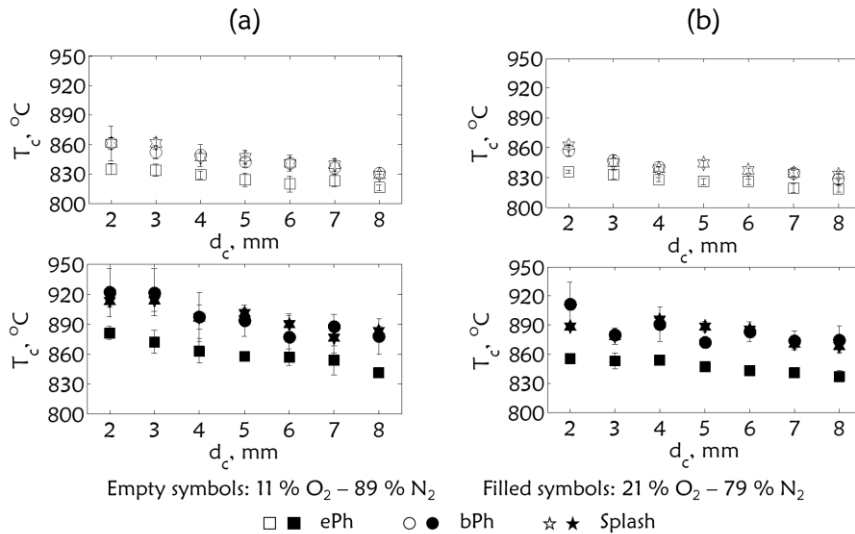 (a)
(b)
950
920
890
860
830
800
T_c, °C
2 3 4 5 6 7 8
d_c, mm
950
920
890
860
830
800
T_c, °C
2 3 4 5 6 7 8
d_c, mm
950
920
890
860
830
800
T_c, °C
2 3 4 5 6 7 8
d_c, mm
950
920
890
860
830
800
T_c, °C
2 3 4 5 6 7 8
d_c, mm
Empty symbols: 11 % O₂ – 89 % N₂
Filled symbols: 21 % O₂ – 79 % N₂
ePh
bPh
Splash